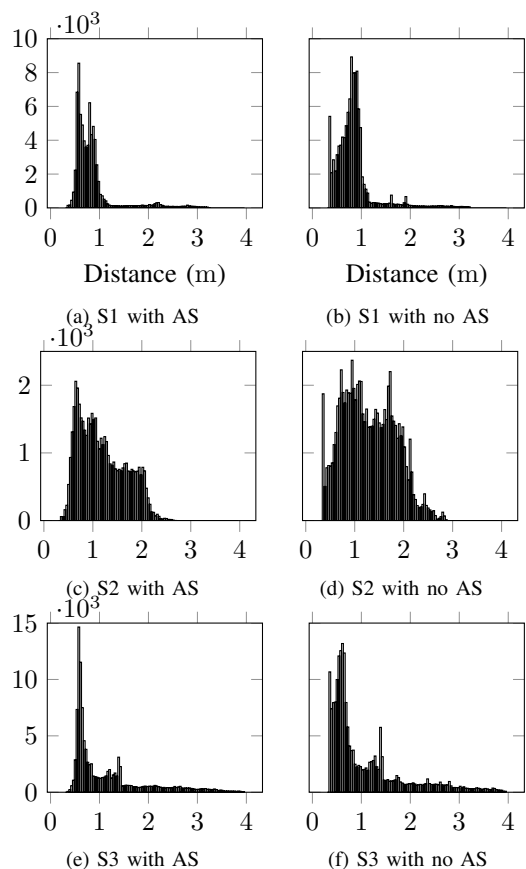 ·10³
10
8
6
4
2
0
0 1 2 3 4
0 1 2 3 4
Distance (m)
Distance (m)
(a) S1 with AS
(b) S1 with no AS
·10³
2
1
0
0 1 2 3 4
0 1 2 3 4
(c) S2 with AS
(d) S2 with no AS
·10³
15
10
5
0
0 1 2 3 4
0 1 2 3 4
(e) S3 with AS
(f) S3 with no AS